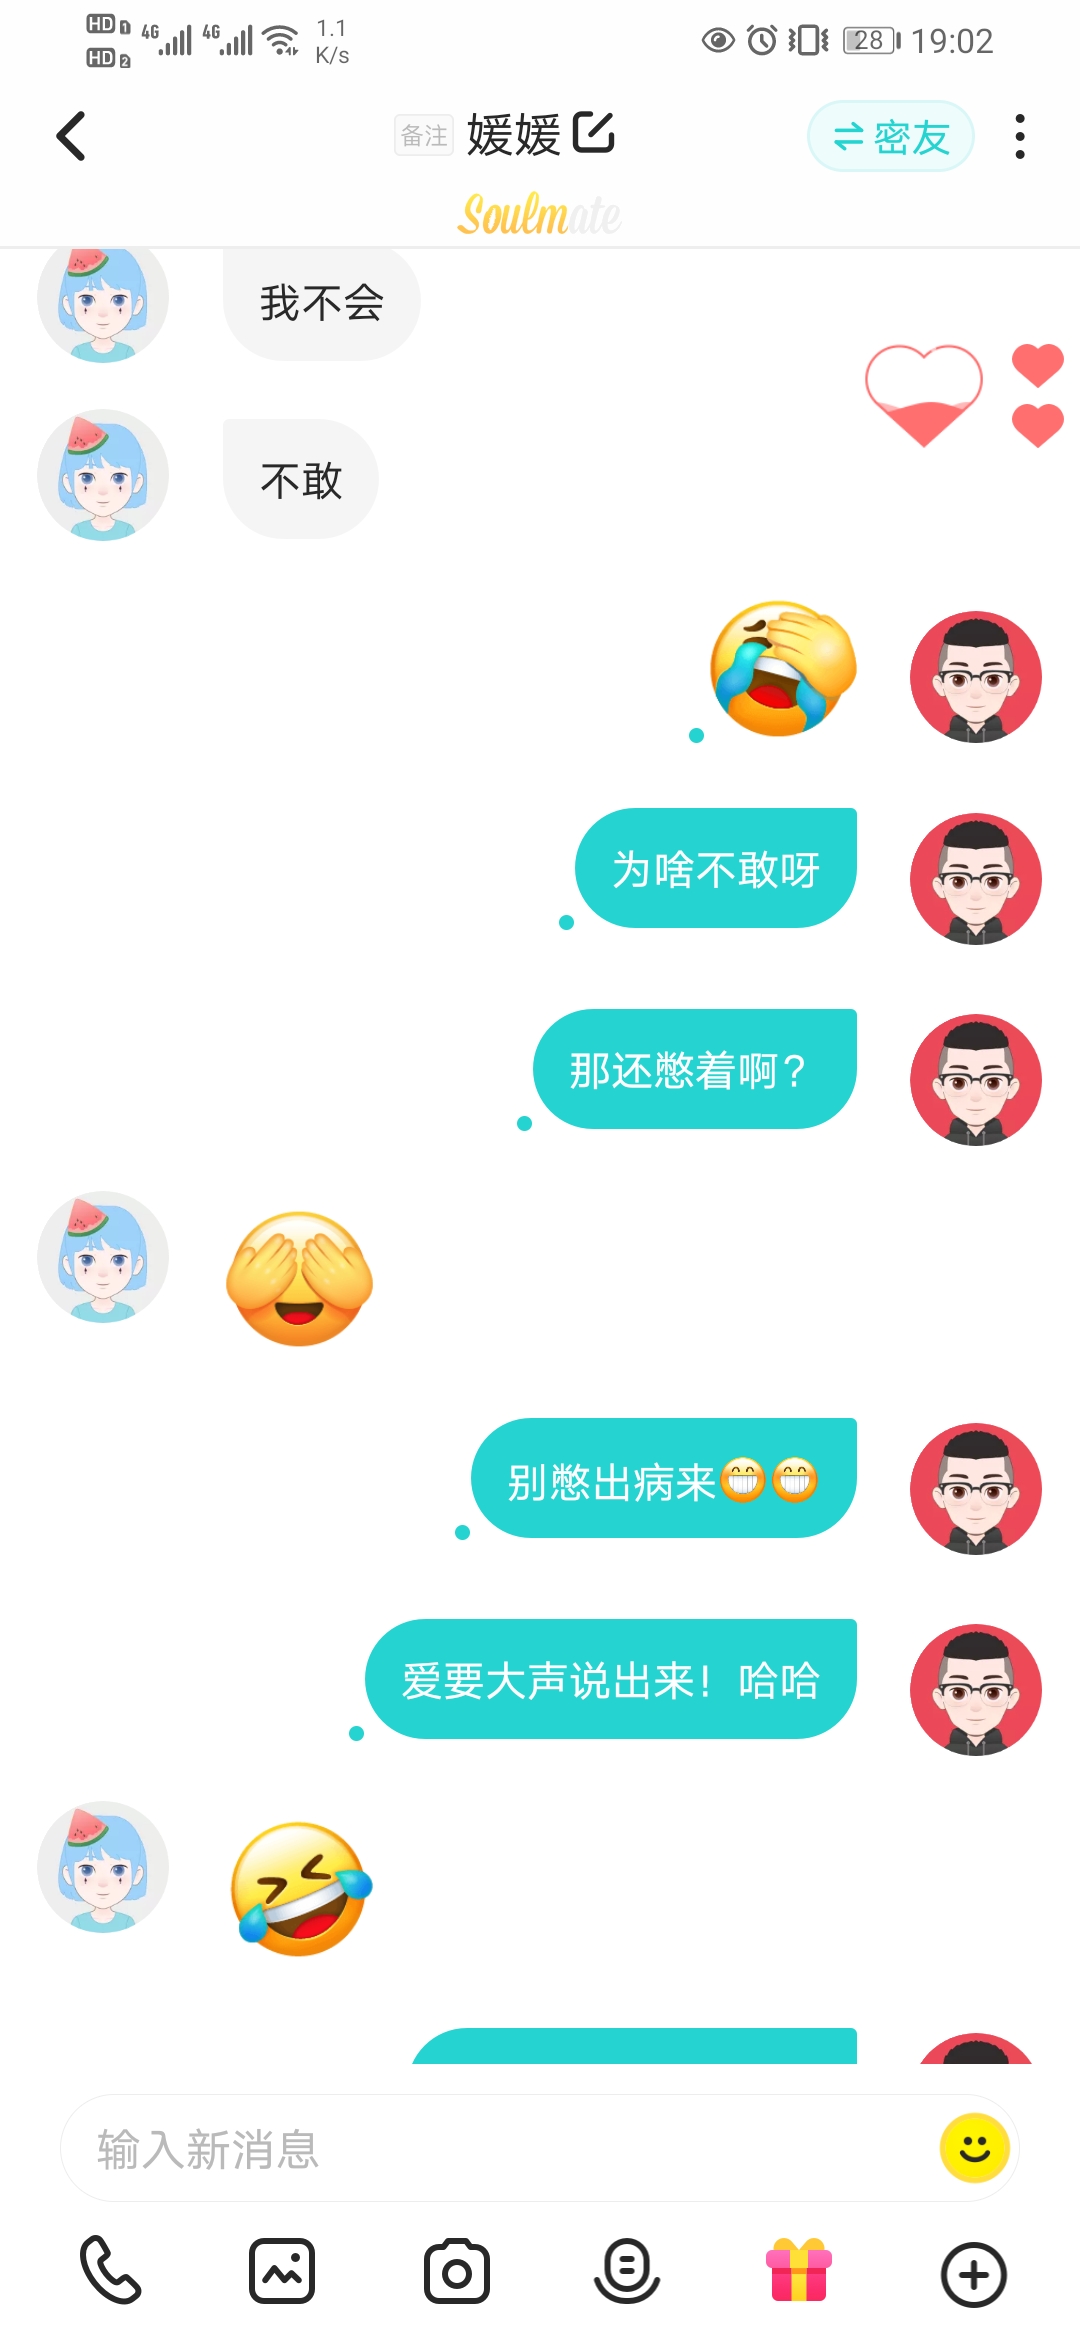 HD 1 4G 4G 1.1
HD 2 K/s
28 19:02
备注 媛媛 密友
Soulmate
我不会
不敢
为啥不敢呀
那还憋着啊？
别憋出病来😁😁
爱要大声说出来！哈哈
输入新消息